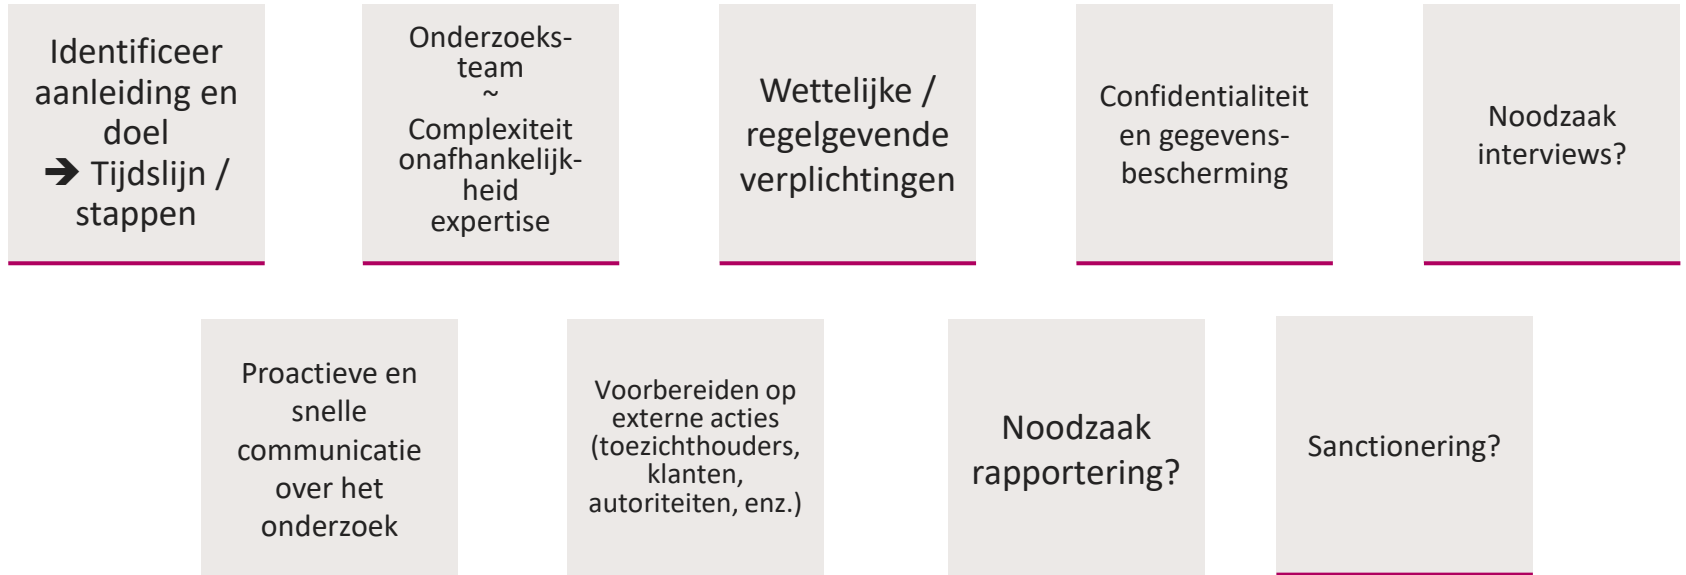 Identificeer
aanleiding en
doel
➔ Tijdslijn /
stappen
Onderzoeks-
team
~
Complexiteit
onafhankelijk-
heid
expertise
Wettelijke /
regelgevende
verplichtingen
Confidentialiteit
en gegevens-
bescherming
Noodzaak
interviews?
Proactieve en
snelle
communicatie
over het
onderzoek
Voorbereiden op
externe acties
(toezichthouders,
klanten,
autoriteiten, enz.)
Noodzaak
rapportering?
Sanctionering?